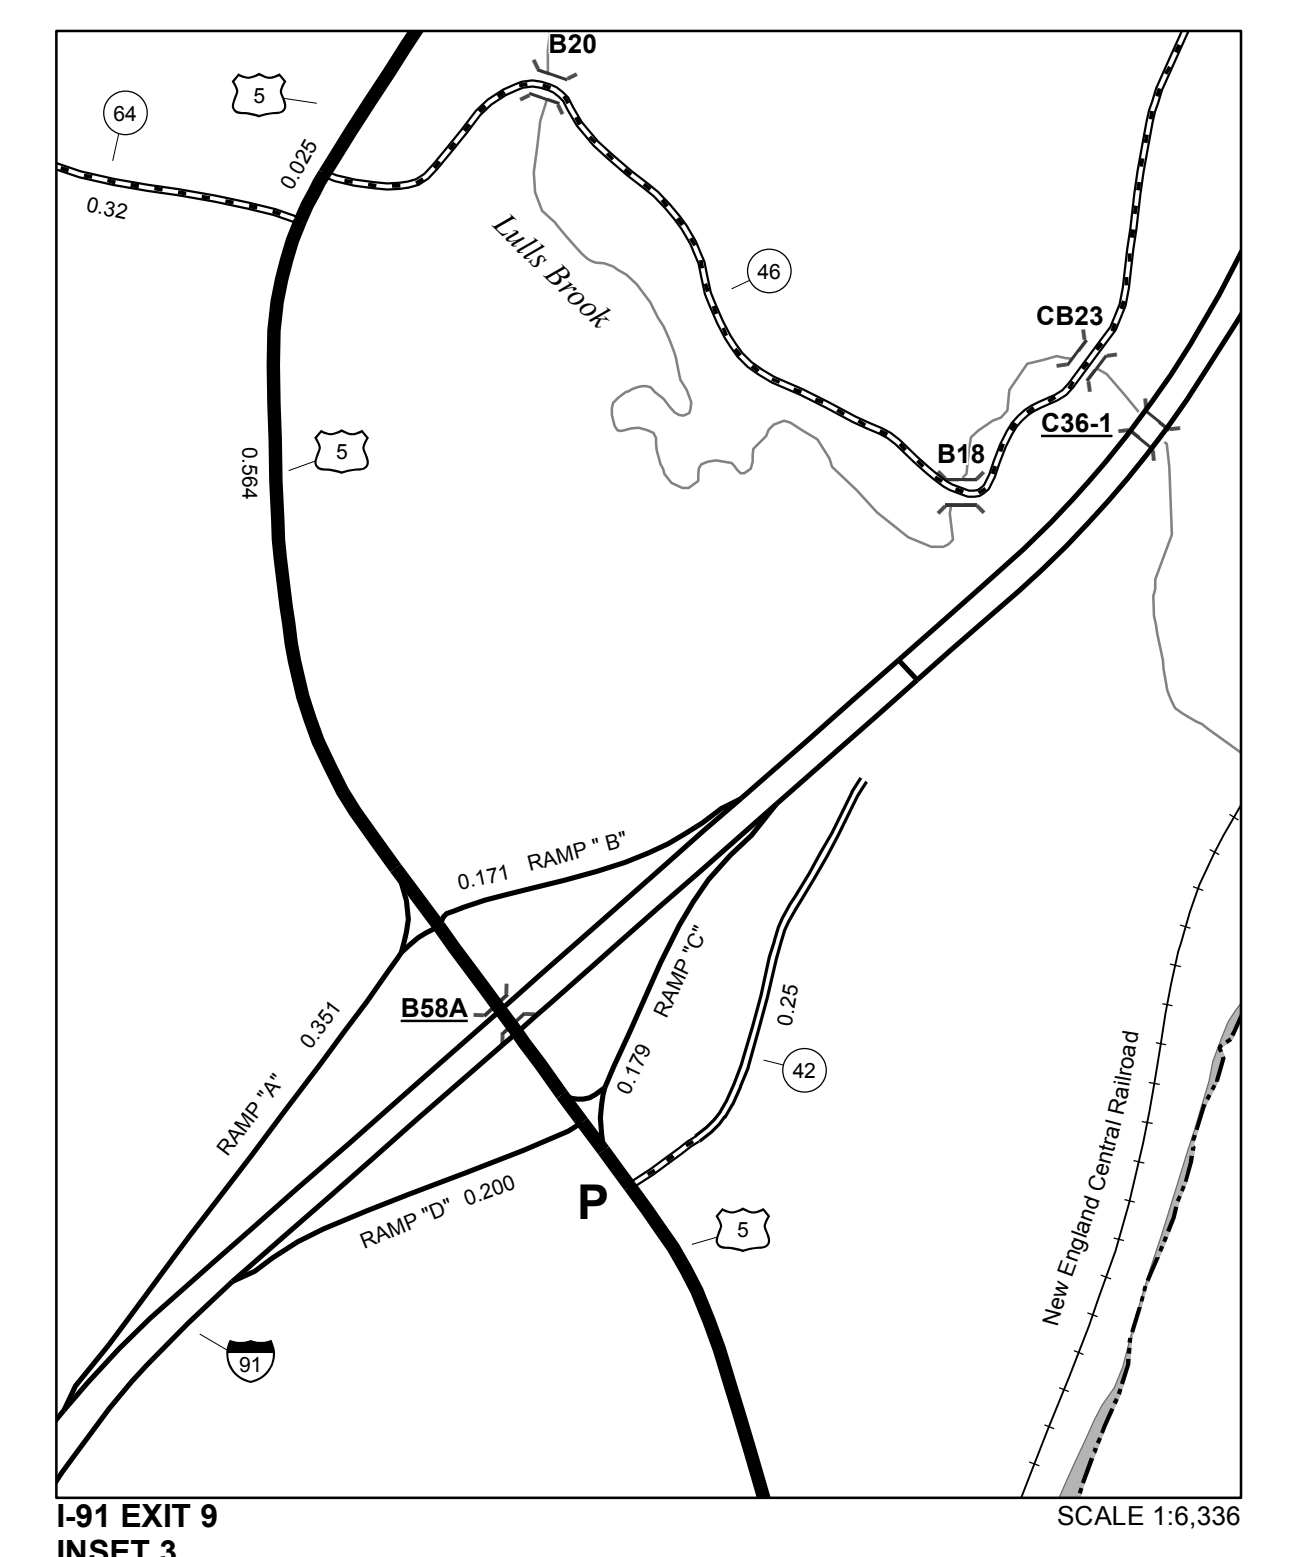 B20
5
64
0.025
0.32
Lulls Brook
46
CB23
C36-1
5
0.564
B18
0.171 RAMP " B"
RAMP "C"
B58A
0.25
0.351
0.179
42
RAMP "A"
New England Central Railroad
RAMP "D" 0.200
P
5
91
I-91 EXIT 9
SCALE 1:6,336
INSET 3